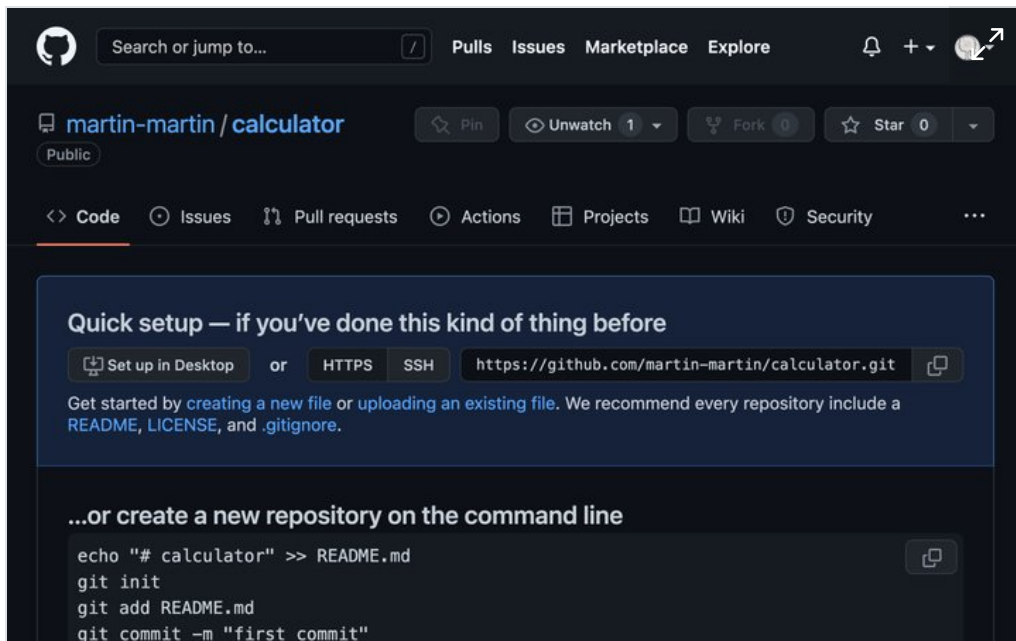 Search or jump to... / Pulls Issues Marketplace Explore
martin-martin / calculator Pin Unwatch 1 Fork 0 Star 0
Public
Code Issues Pull requests Actions Projects Wiki Security ...
Quick setup — if you've done this kind of thing before
Set up in Desktop or HTTPS SSH https://github.com/martin-martin/calculator.git
Get started by creating a new file or uploading an existing file. We recommend every repository include a
README, LICENSE, and .gitignore.
...or create a new repository on the command line
echo "# calculator" >> README.md
git init
git add README.md
git commit -m "first commit"